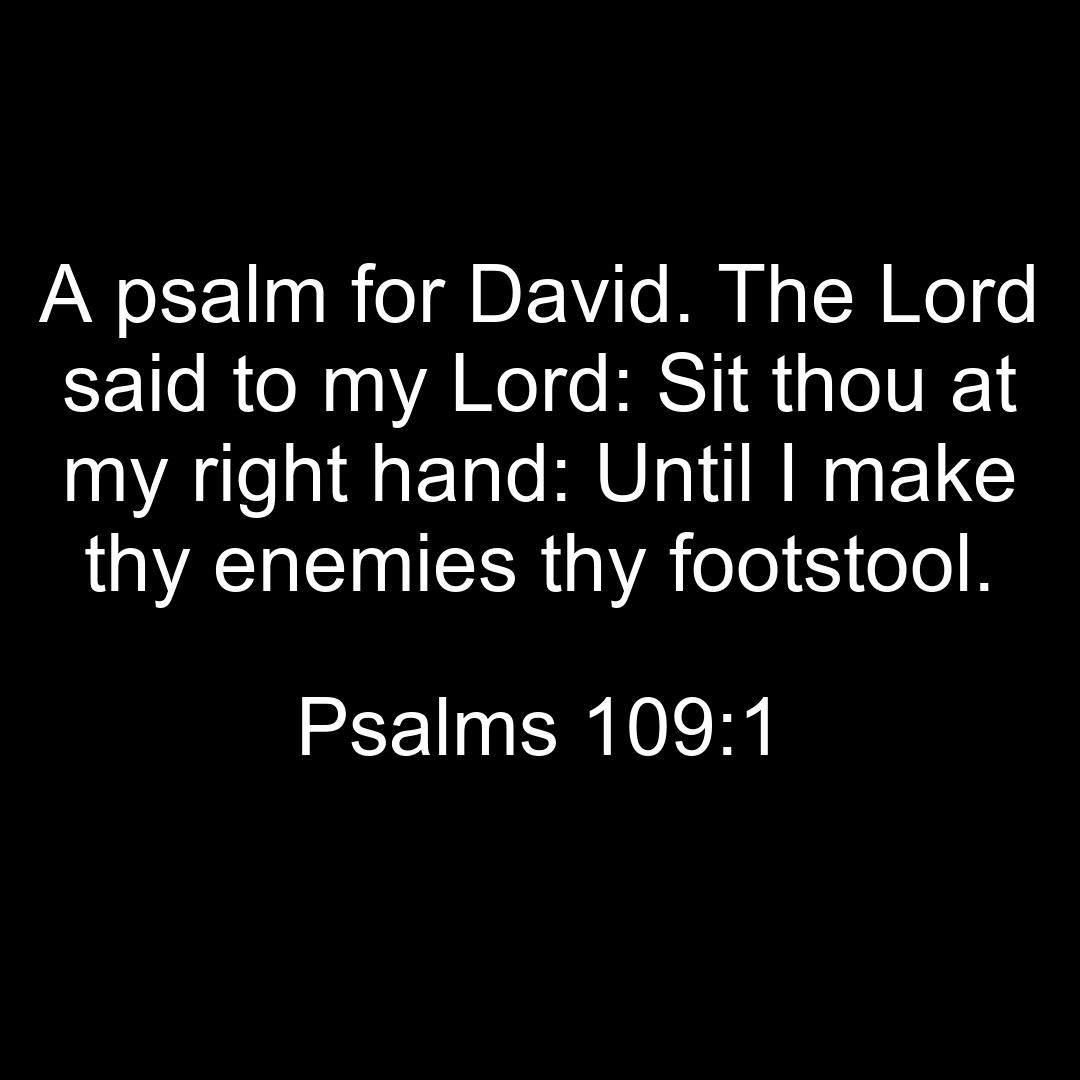 A psalm for David. The Lord
said to my Lord: Sit thou at
my right hand: Until I make
thy enemies thy footstool.
Psalms 109:1